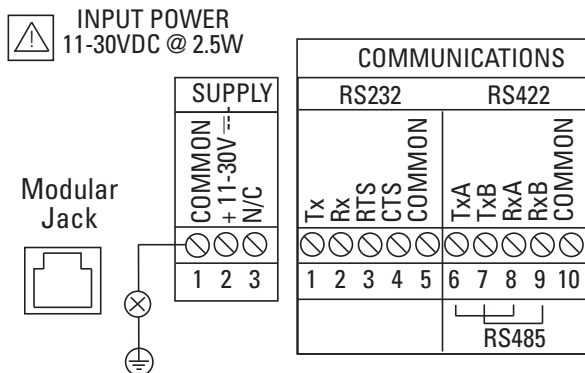 INPUT POWER
11-30VDC @ 2.5W
COMMUNICATIONS
SUPPLY
RS232
RS422
COMMON
+ 11-30V
N/C
Tx
Rx
RTS
CTS
COMMON
TxA
TxB
RxA
RxB
COMMON
Modular
Jack
1 2 3
1 2 3 4 5 6 7 8 9 10
RS485